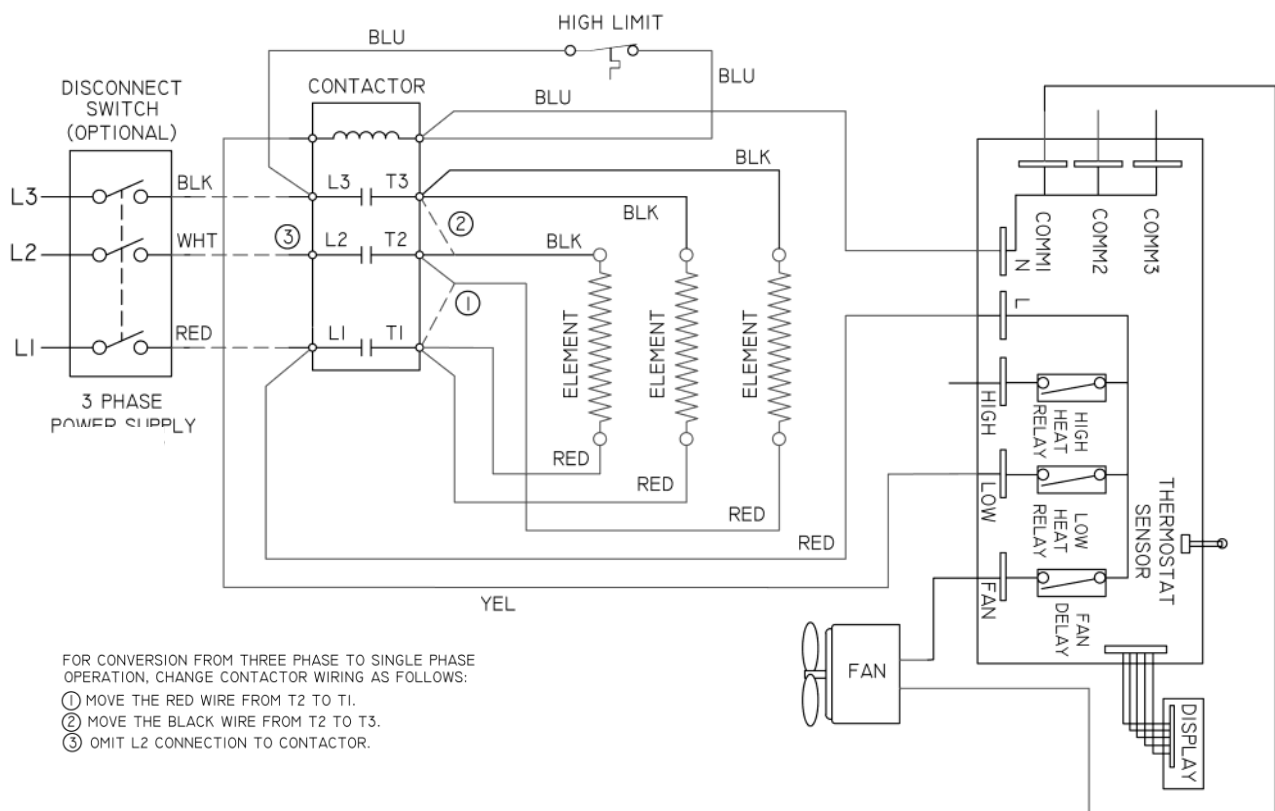 HIGH LIMIT
BLU
BLU
DISCONNECT
SWITCH
(OPTIONAL)
CONTACTOR
BLU
L3
BLK
L3 T3
BLK
BLK
2
L2
WHT
3
L2 T2
BLK
1
L1
RED
L1 T1
ELEMENT
ELEMENT
ELEMENT
3 PHASE
POWER SUPPLY
RED
RED
RED
RED
YEL
COMM1
COMM2
COMM3
N
L
HIGH
HIGH
HEAT
RELAY
LOW
LOW
HEAT
RELAY
THERMOSTAT
SENSOR
FAN
FAN
DELAY
FAN
DISPLAY
FOR CONVERSION FROM THREE PHASE TO SINGLE PHASE
OPERATION, CHANGE CONTACTOR WIRING AS FOLLOWS:
1 MOVE THE RED WIRE FROM T2 TO T1.
2 MOVE THE BLACK WIRE FROM T2 TO T3.
3 OMIT L2 CONNECTION TO CONTACTOR.